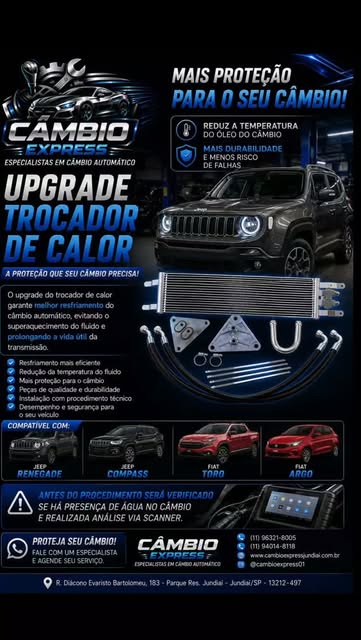 CÂMBIO
EXPRESS
ESPECIALISTAS EM CÂMBIO AUTOMÁTICO
MAIS PROTEÇÃO
PARA O SEU CÂMBIO!
REDUZ A TEMPERATURA
DO ÓLEO DO CÂMBIO
MAIS DURABILIDADE
E MENOS RISCO
DE FALHAS
UPGRADE
TROCADOR
DE CALOR
A PROTEÇÃO QUE SEU CÂMBIO PRECISA!
Jeep
O upgrade do trocador de calor
garante melhor resfriamento do
câmbio automático, evitando o
superaquecimento do fluido e
prolongando a vida útil da
transmissão.
Resfriamento mais eficiente
Redução da temperatura do fluido
Mais proteção para o câmbio
Peças de qualidade e durabilidade
Instalação com procedimento técnico
Desempenho e segurança para
o seu veículo
COMPATÍVEL COM:
JEEP
RENEGADE
JEEP
COMPASS
FIAT
TORO
FIAT
ARGO
ANTES DO PROCEDIMENTO SERÁ VERIFICADO
SE HÁ PRESENÇA DE ÁGUA NO CÂMBIO
E REALIZADA ANÁLISE VIA SCANNER.
PROTEJA SEU CÂMBIO!
FALE COM UM ESPECIALISTA
E AGENDE SEU SERVIÇO.
CÂMBIO
EXPRESS
ESPECIALISTAS EM CÂMBIO AUTOMÁTICO
(11) 96321-8005
(11) 94014-8118
www.cambioexpressjundiai.com.br
@cambioexpress01
R. Diácono Evaristo Bartolomeu, 183 - Parque Res. Jundiaí - Jundiaí/SP - 13212-497